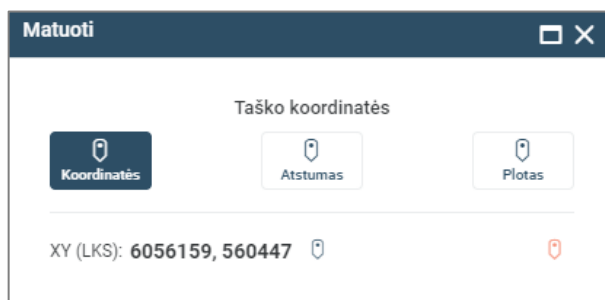 Matuoti
Taško koordinatės
Koordinatės Atstumas Plotas
XY (LKS): 6056159, 560447